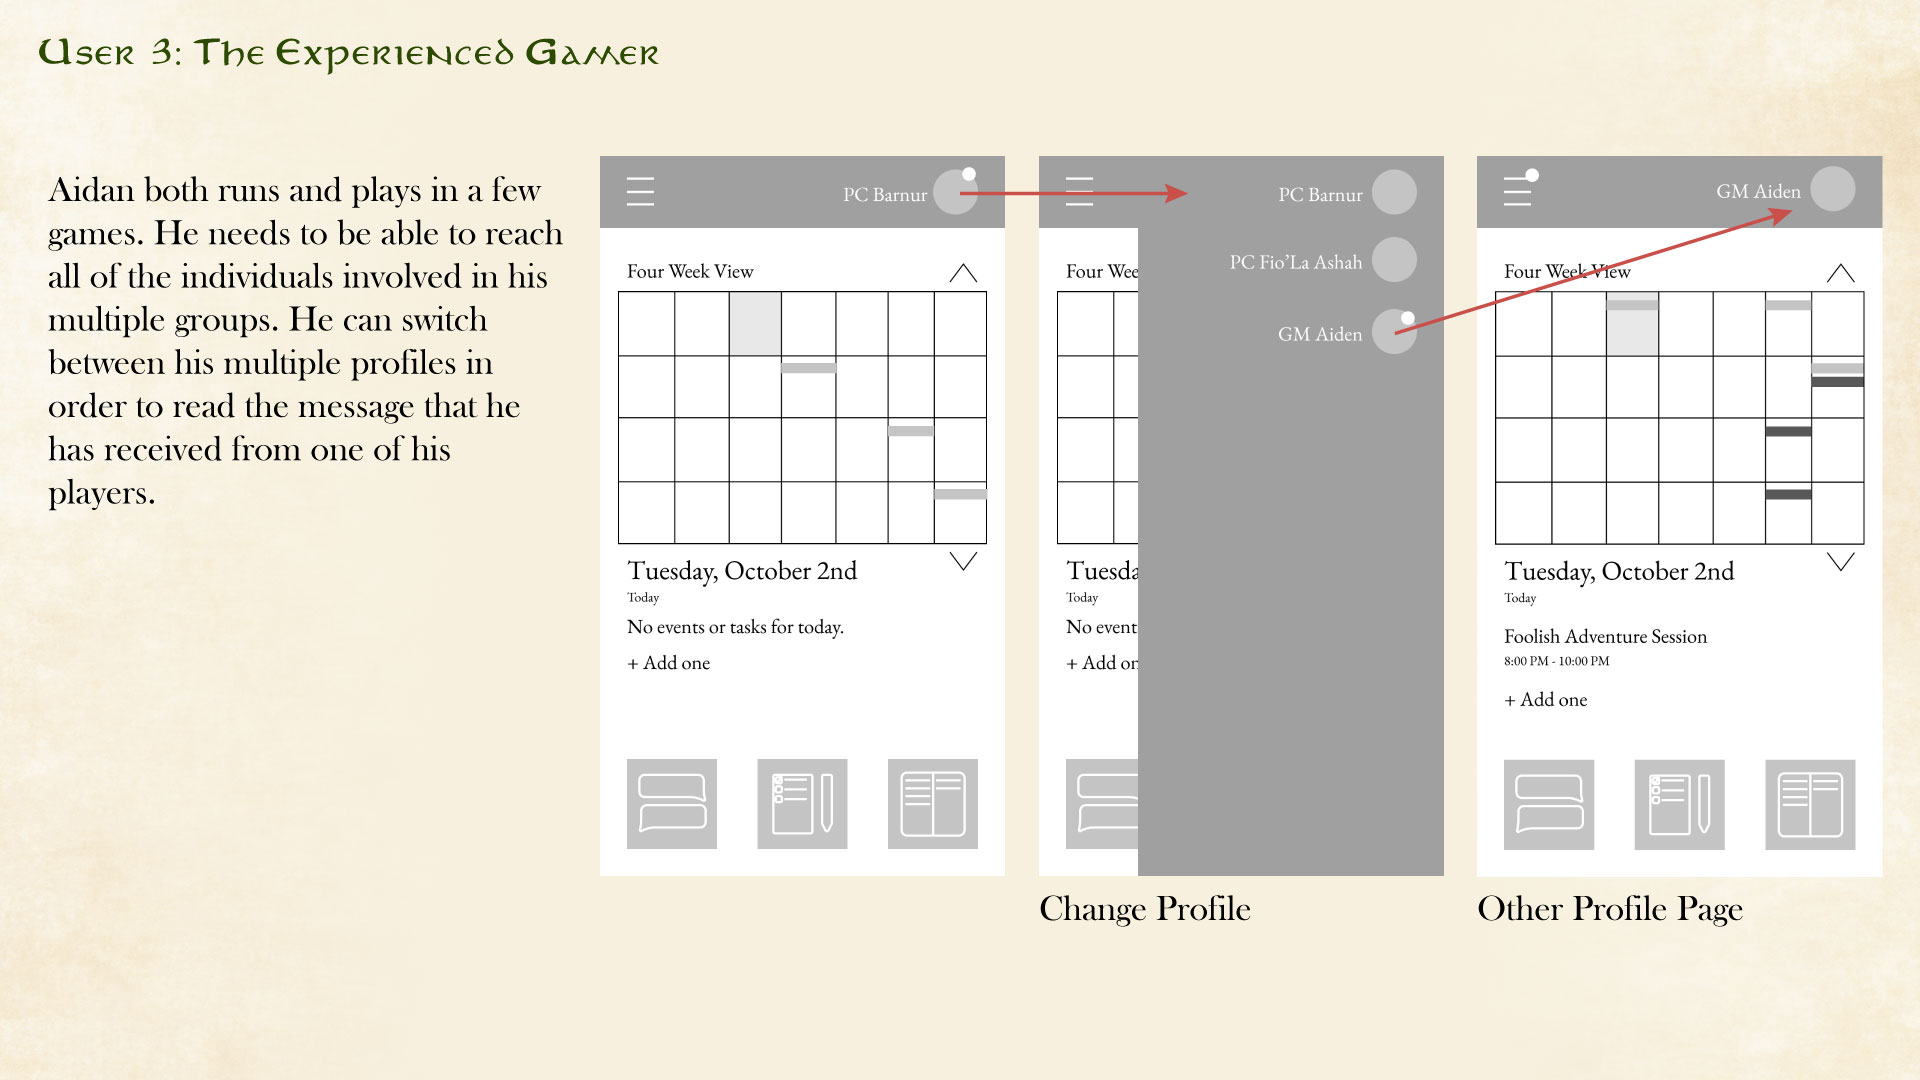 User 3: The Experienced Gamer
Aidan both runs and plays in a few
games. He needs to be able to reach
all of the individuals involved in his
multiple groups. He can switch
between his multiple profiles in
order to read the message that he
has received from one of his
players.
PC Barnur
Four Week View
Tuesday, October 2nd
Today
No events or tasks for today.
+ Add one
PC Barnur
PC Fio'La Ashah
GM Aiden
Four Wee
Tuesda
Today
No event
+ Add on
Change Profile
GM Aiden
Four Week View
Tuesday, October 2nd
Today
Foolish Adventure Session
8:00 PM - 10:00 PM
+ Add one
Other Profile Page